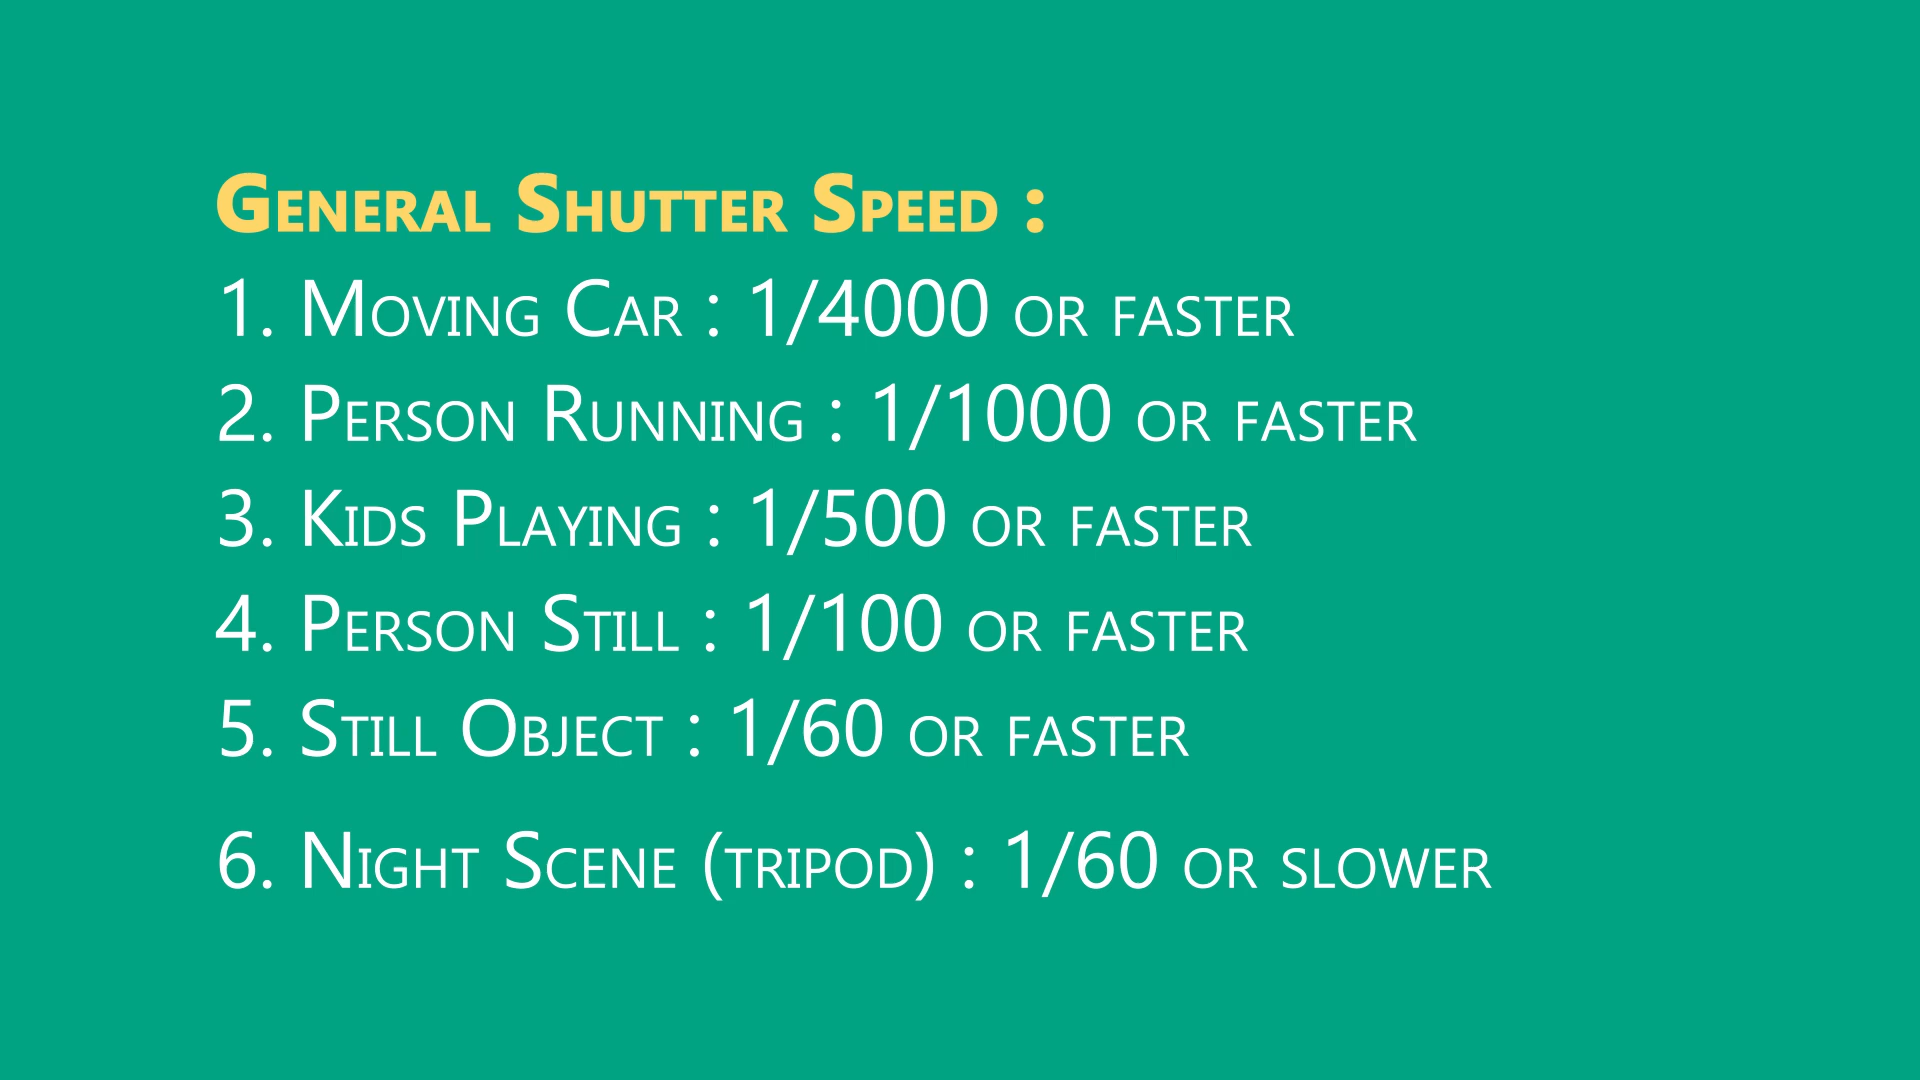 General Shutter Speed :
1. Moving Car : 1/4000 or faster
2. Person Running : 1/1000 or faster
3. Kids Playing : 1/500 or faster
4. Person Still : 1/100 or faster
5. Still Object : 1/60 or faster
6. Night Scene (tripod) : 1/60 or slower